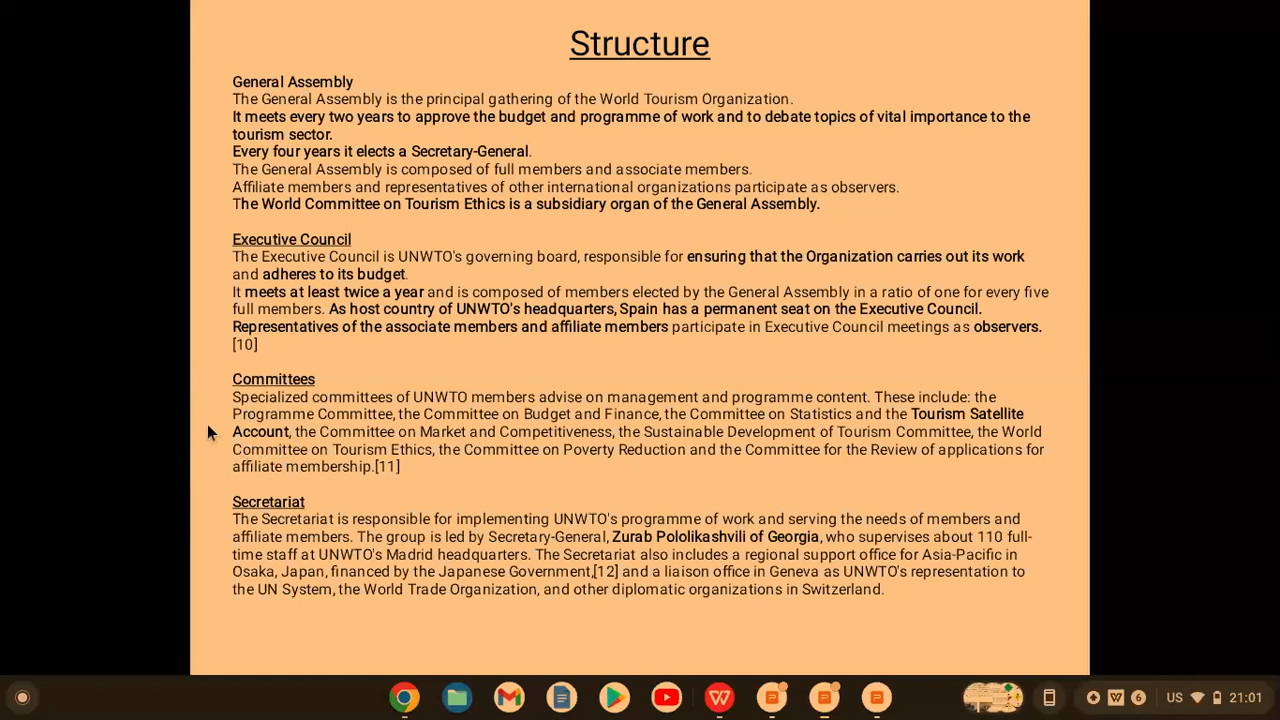 Structure
General Assembly
The General Assembly is the principal gathering of the World Tourism Organization.
It meets every two years to approve the budget and programme of work and to debate topics of vital importance to the
tourism sector.
Every four years it elects a Secretary-General.
The General Assembly is composed of full members and associate members.
Affiliate members and representatives of other international organizations participate as observers.
The World Committee on Tourism Ethics is a subsidiary organ of the General Assembly.
Executive Council
The Executive Council is UNWTO's governing board, responsible for ensuring that the Organization carries out its work
and adheres to its budget.
It meets at least twice a year and is composed of members elected by the General Assembly in a ratio of one for every five
full members. As host country of UNWTO's headquarters, Spain has a permanent seat on the Executive Council.
Representatives of the associate members and affiliate members participate in Executive Council meetings as observers.
[10]
Committees
Specialized committees of UNWTO members advise on management and programme content. These include: the
Programme Committee, the Committee on Budget and Finance, the Committee on Statistics and the Tourism Satellite
Account, the Committee on Market and Competitiveness, the Sustainable Development of Tourism Committee, the World
Committee on Tourism Ethics, the Committee on Poverty Reduction and the Committee for the Review of applications for
affiliate membership.[11]
Secretariat
The Secretariat is responsible for implementing UNWTO's programme of work and serving the needs of members and
affiliate members. The group is led by Secretary-General, Zurab Pololikashvili of Georgia, who supervises about 110 full-
time staff at UNWTO's Madrid headquarters. The Secretariat also includes a regional support office for Asia-Pacific in
Osaka, Japan, financed by the Japanese Government,[12] and a liaison office in Geneva as UNWTO's representation to
the UN System, the World Trade Organization, and other diplomatic organizations in Switzerland.
6 US 21:01